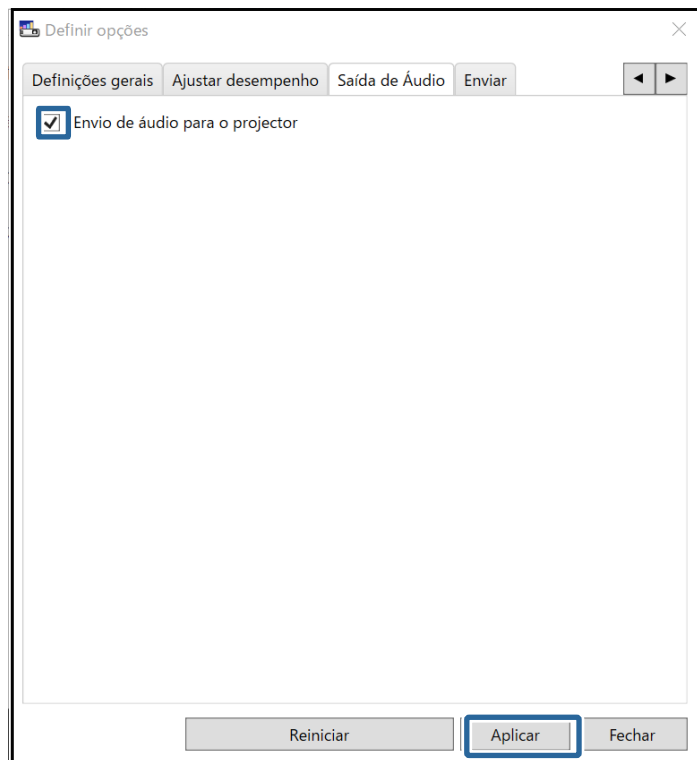 Definir opções
Definições gerais Ajustar desempenho Saída de Áudio Enviar
Envio de áudio para o projector
Reiniciar Aplicar Fechar